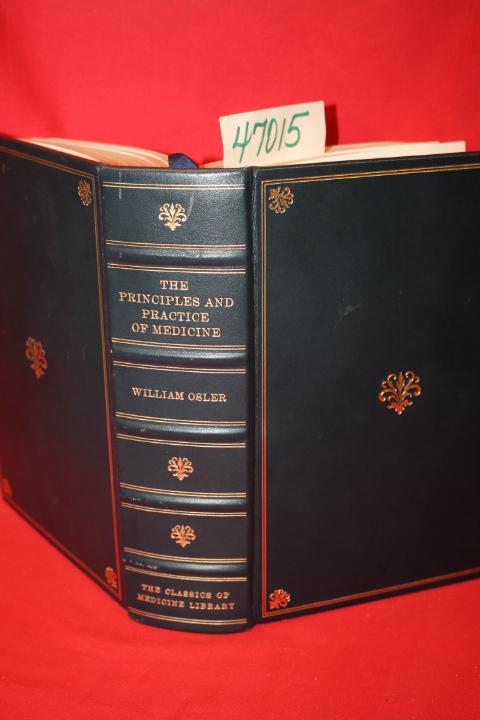 47015
THE
PRINCIPLES AND
PRACTICE
OF MEDICINE
WILLIAM OSLER
THE CLASSICS OF
MEDICINE LIBRARY